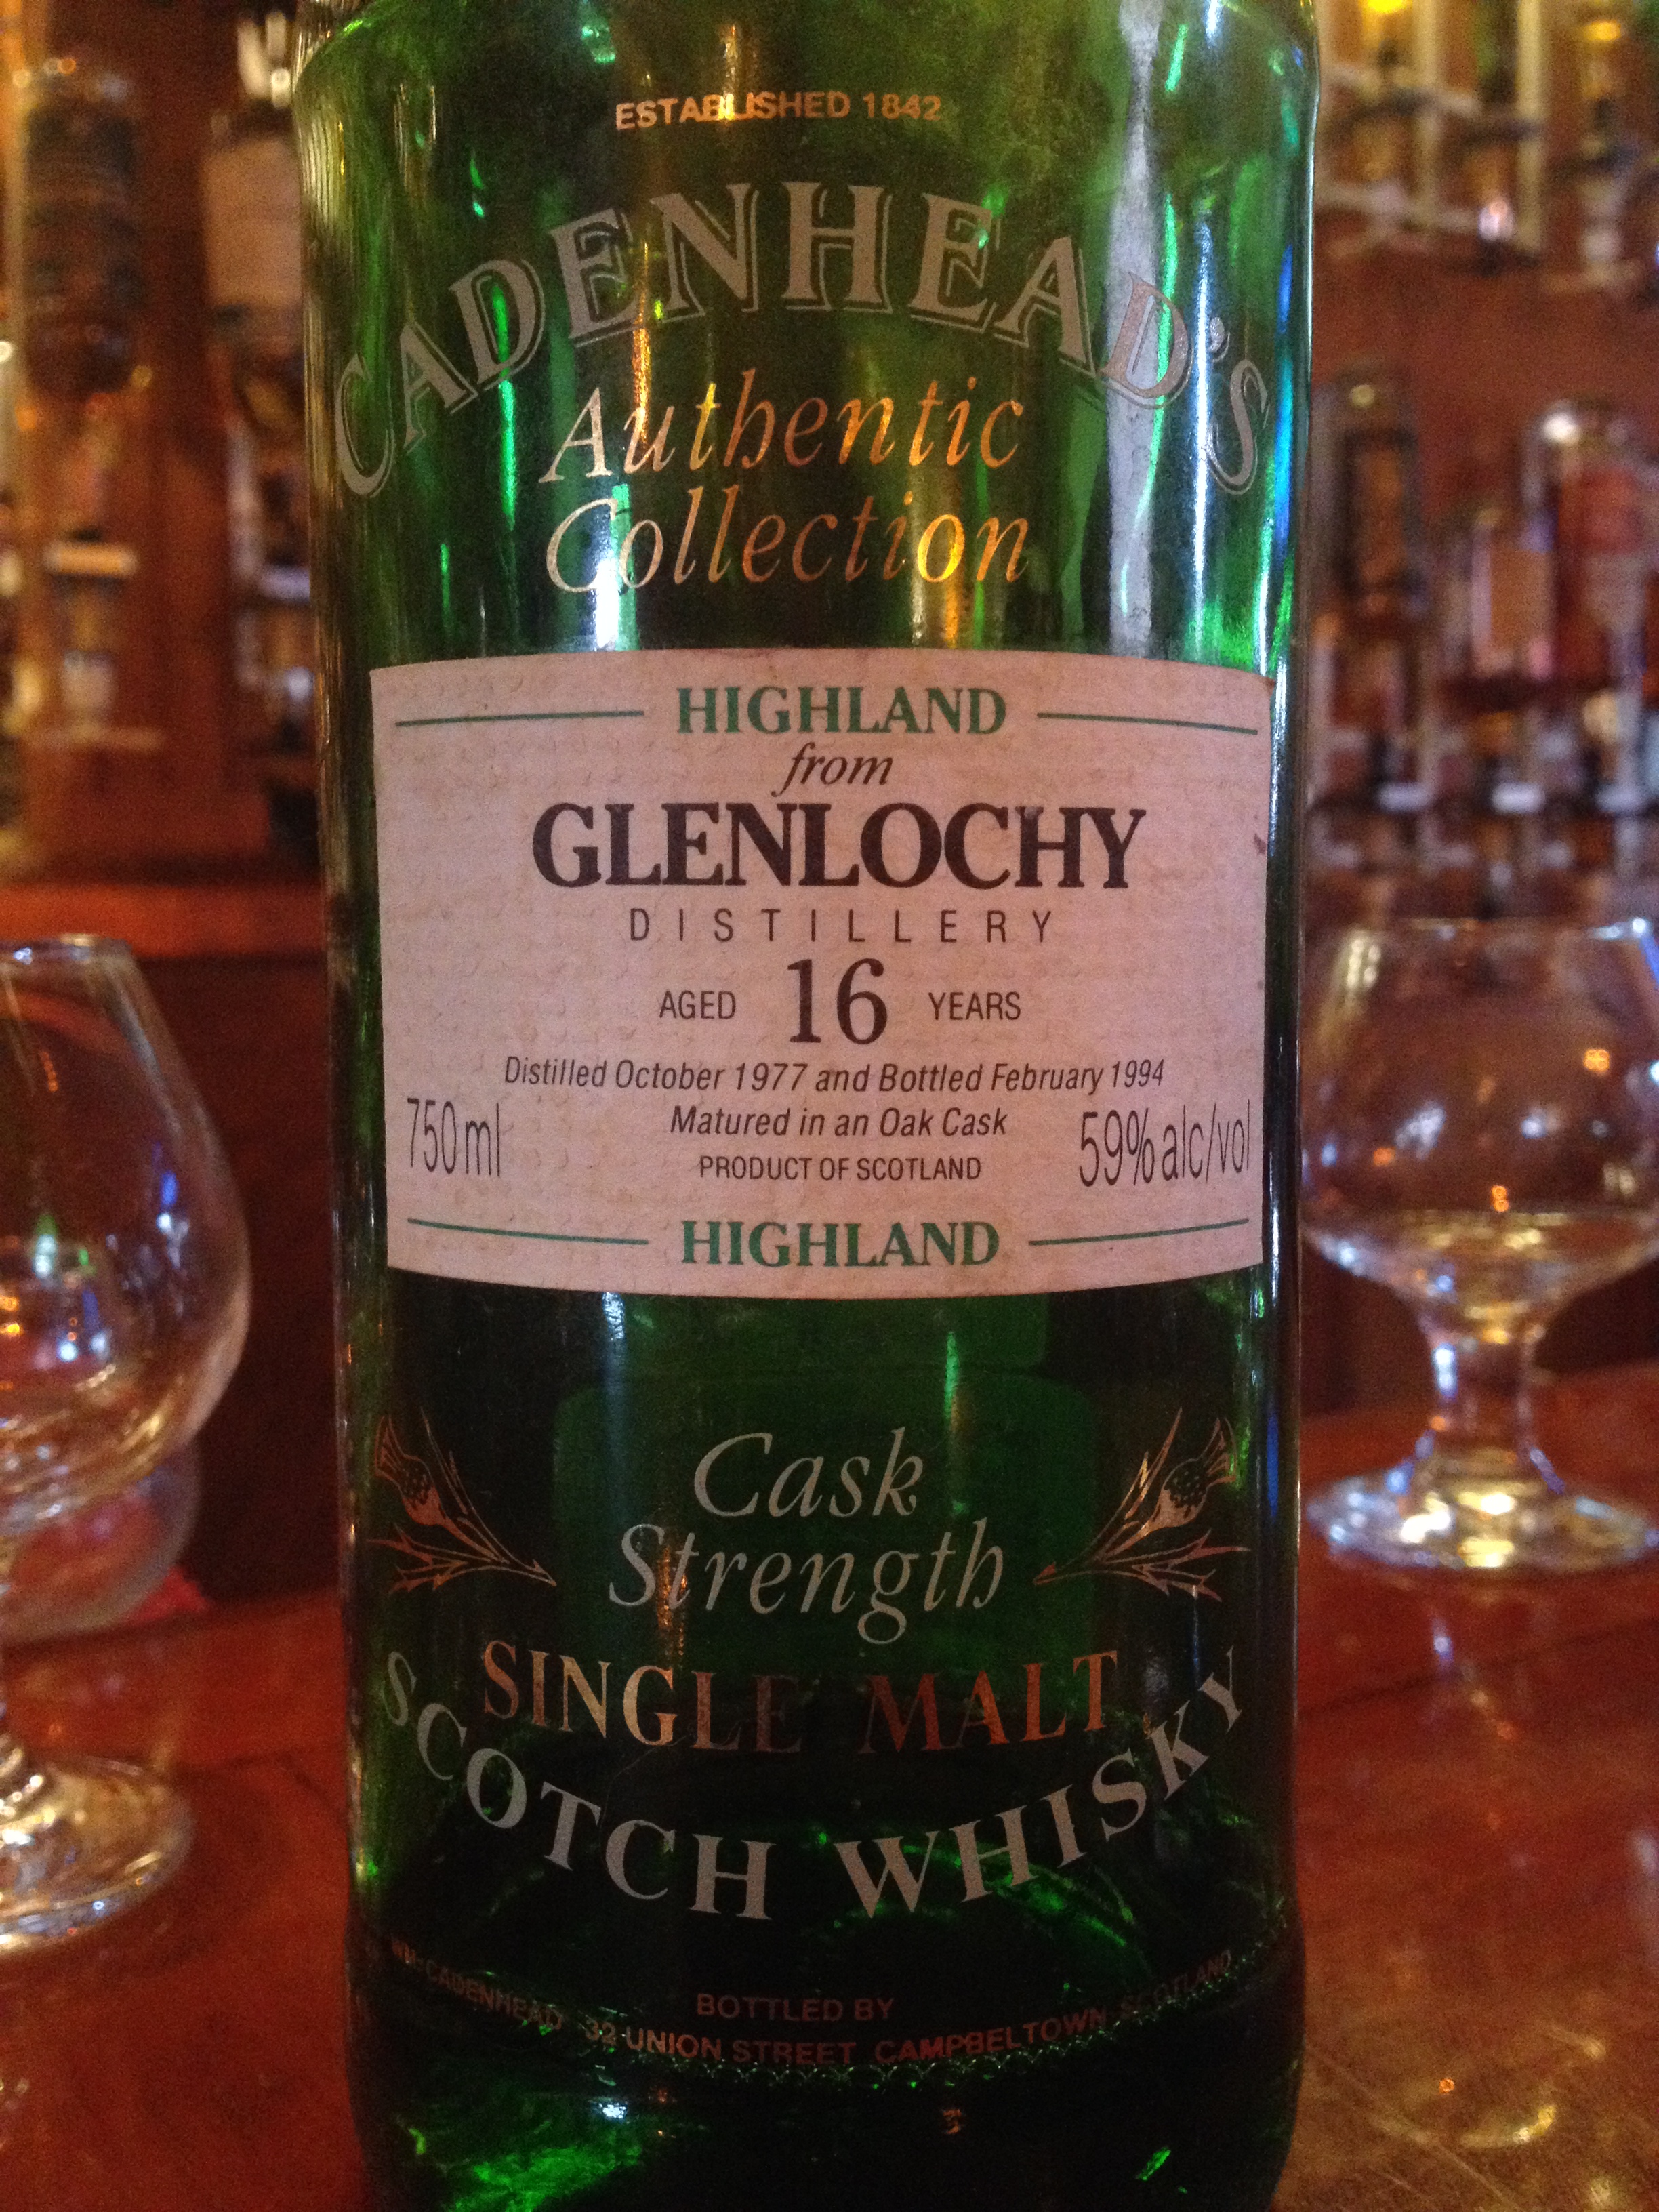 ESTABLISHED 1842
CADENHEAD'S
Authentic
Collection
HIGHLAND
from
GLENLOCHY
DISTILLERY
AGED 16 YEARS
Distilled October 1977 and Bottled February 1994
750ml Matured in an Oak Cask 59%alc/vol
PRODUCT OF SCOTLAND
HIGHLAND
Cask
Strength
SINGLE MALT
SCOTCH WHISKY
BOTTLED BY
WM CADENHEAD 32 UNION STREET CAMPBELTOWN SCOTLAND